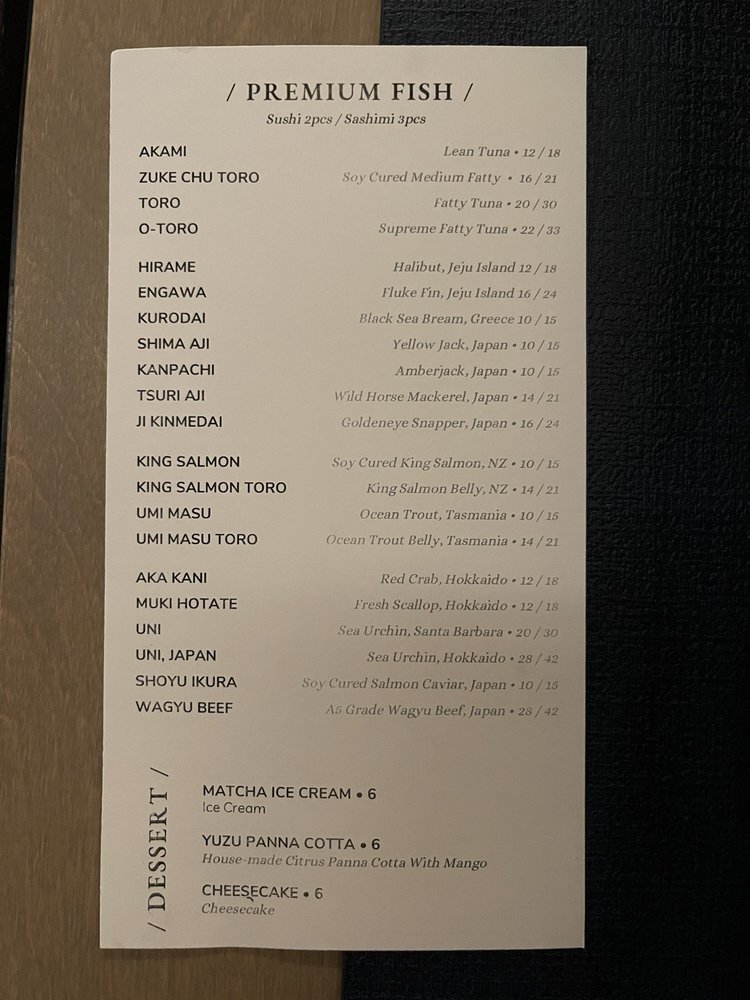 / PREMIUM FISH /
Sushi 2pcs / Sashimi 3pcs
AKAMI Lean Tuna • 12 / 18
ZUKE CHU TORO Soy Cured Medium Fatty • 16 / 21
TORO Fatty Tuna • 20 / 30
O-TORO Supreme Fatty Tuna • 22 / 33
HIRAME Halibut, Jeju Island 12 / 18
ENGAWA Fluke Fin, Jeju Island 16 / 24
KURODAI Black Sea Bream, Greece 10 / 15
SHIMA AJI Yellow Jack, Japan • 10 / 15
KANPACHI Amberjack, Japan • 10 / 15
TSURI AJI Wild Horse Mackerel, Japan • 14 / 21
JI KINMEDAI Goldeneye Snapper, Japan • 16 / 24
KING SALMON Soy Cured King Salmon, NZ • 10 / 15
KING SALMON TORO King Salmon Belly, NZ • 14 / 21
UMI MASU Ocean Trout, Tasmania • 10 / 15
UMI MASU TORO Ocean Trout Belly, Tasmania • 14 / 21
AKA KANI Red Crab, Hokkaido • 12 / 18
MUKI HOTATE Fresh Scallop, Hokkaido • 12 / 18
UNI Sea Urchin, Santa Barbara • 20 / 30
UNI, JAPAN Sea Urchin, Hokkaido • 28 / 42
SHOYU IKURA Soy Cured Salmon Caviar, Japan • 10 / 15
WAGYU BEEF A5 Grade Wagyu Beef, Japan • 28 / 42
/ DESSERT /
MATCHA ICE CREAM • 6
Ice Cream
YUZU PANNA COTTA • 6
House-made Citrus Panna Cotta With Mango
CHEESECAKE • 6
Cheesecake